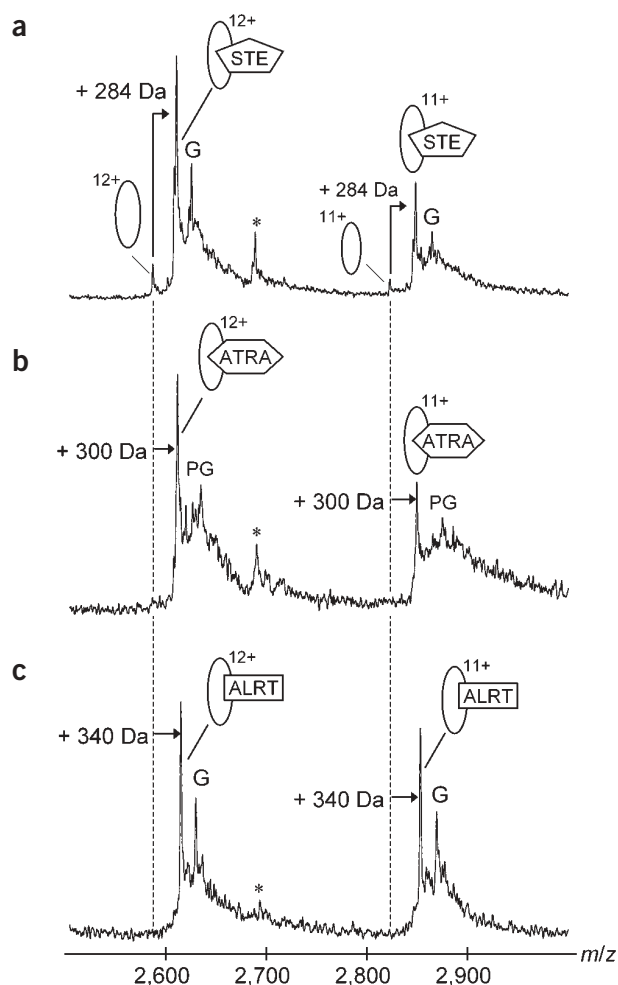 a
12+
STE
+ 284 Da
G
12+
*
11+
STE
+ 284 Da
11+
G
b
12+
ATRA
+ 300 Da
PG
*
11+
ATRA
+ 300 Da
PG
c
12+
ALRT
+ 340 Da
G
*
11+
ALRT
+ 340 Da
G
m/z
2,600 2,700 2,800 2,900